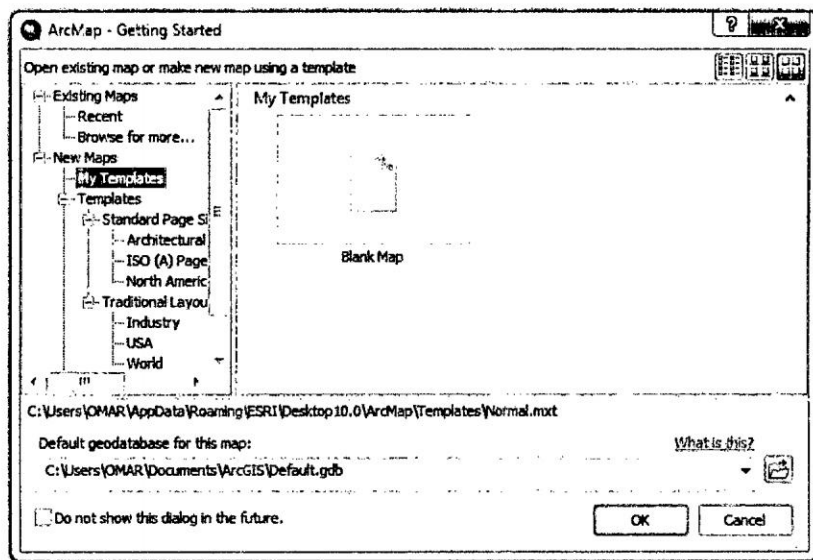 ArcMap - Getting Started
?
Open existing map or make new map using a template
Existing Maps
Recent
Browse for more...
New Maps
My Templates
Templates
Standard Page Si
Architectural
ISO (A) Page
North Americ
Traditional Layou
Industry
USA
World
My Templates
Blank Map
C:\Users\OMAR\AppData\Roaming\ESRI\Desktop10.0\ArcMap\Templates\Normal.mxt
Default geodatabase for this map:
What is this?
C:\Users\OMAR\Documents\ArcGIS\Default.gdb
Do not show this dialog in the future.
OK
Cancel